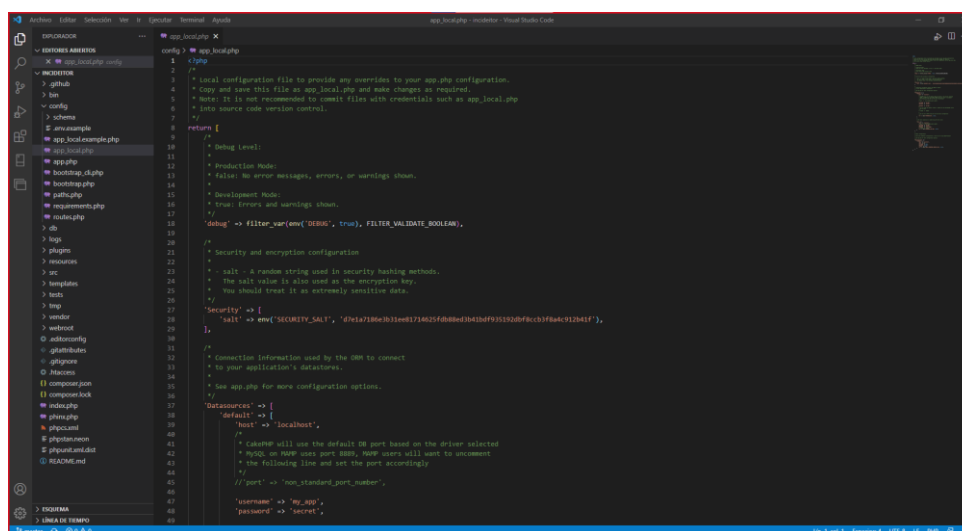 Archivo Editar Selección Ver Ir Ejecutar Terminal Ayuda
app_local.php - incideitor - Visual Studio Code
EXPLORADOR
EDITORES ABIERTOS
app_local.php config
INCIDEITOR
.github
bin
config
schema
.env.example
app_local.example.php
app_local.php
app.php
bootstrap_cli.php
bootstrap.php
paths.php
requirements.php
routes.php
db
logs
plugins
resources
src
templates
tests
tmp
vendor
webroot
.editorconfig
.gitattributes
.gitignore
.htaccess
composer.json
composer.lock
index.php
phinx.php
phpcs.xml
phpstan.neon
phpunit.xml.dist
README.md
ESQUEMA
LÍNEA DE TIEMPO
app_local.php
config > app_local.php
1 <?php
2 /*
3 * Local configuration file to provide any overrides to your app.php configuration.
4 * Copy and save this file as app_local.php and make changes as required.
5 * Note: It is not recommended to commit files with credentials such as app_local.php
6 * into source code version control.
7 */
8 return [
9 /*
10 * Debug Level:
11 *
12 * Production Mode:
13 * false: No error messages, errors, or warnings shown.
14 *
15 * Development Mode:
16 * true: Errors and warnings shown.
17 */
18 'debug' => filter_var(env('DEBUG', true), FILTER_VALIDATE_BOOLEAN),
19
20 /*
21 * Security and encryption configuration
22 *
23 * - salt - A random string used in security hashing methods.
24 * The salt value is also used as the encryption key.
25 * You should treat it as extremely sensitive data.
26 */
27 'Security' => [
28 'salt' => env('SECURITY_SALT', '
29 ],
30
31 /*
32 * Connection information used by the ORM to connect
33 * to your application's datastores.
34 *
35 * See app.php for more configuration options.
36 */
37 'Datasources' => [
38 'default' => [
39 'host' => 'localhost',
40 /*
41 * CakePHP will use the default DB port based on the driver selected
42 * MySQL on MAMP uses port 8889, MAMP users will want to uncomment
43 * the following line and set the port accordingly
44 */
45 //'port' => 'non_standard_port_number',
46
47 'username' => 'my_app',
48 'password' => 'secret',
49